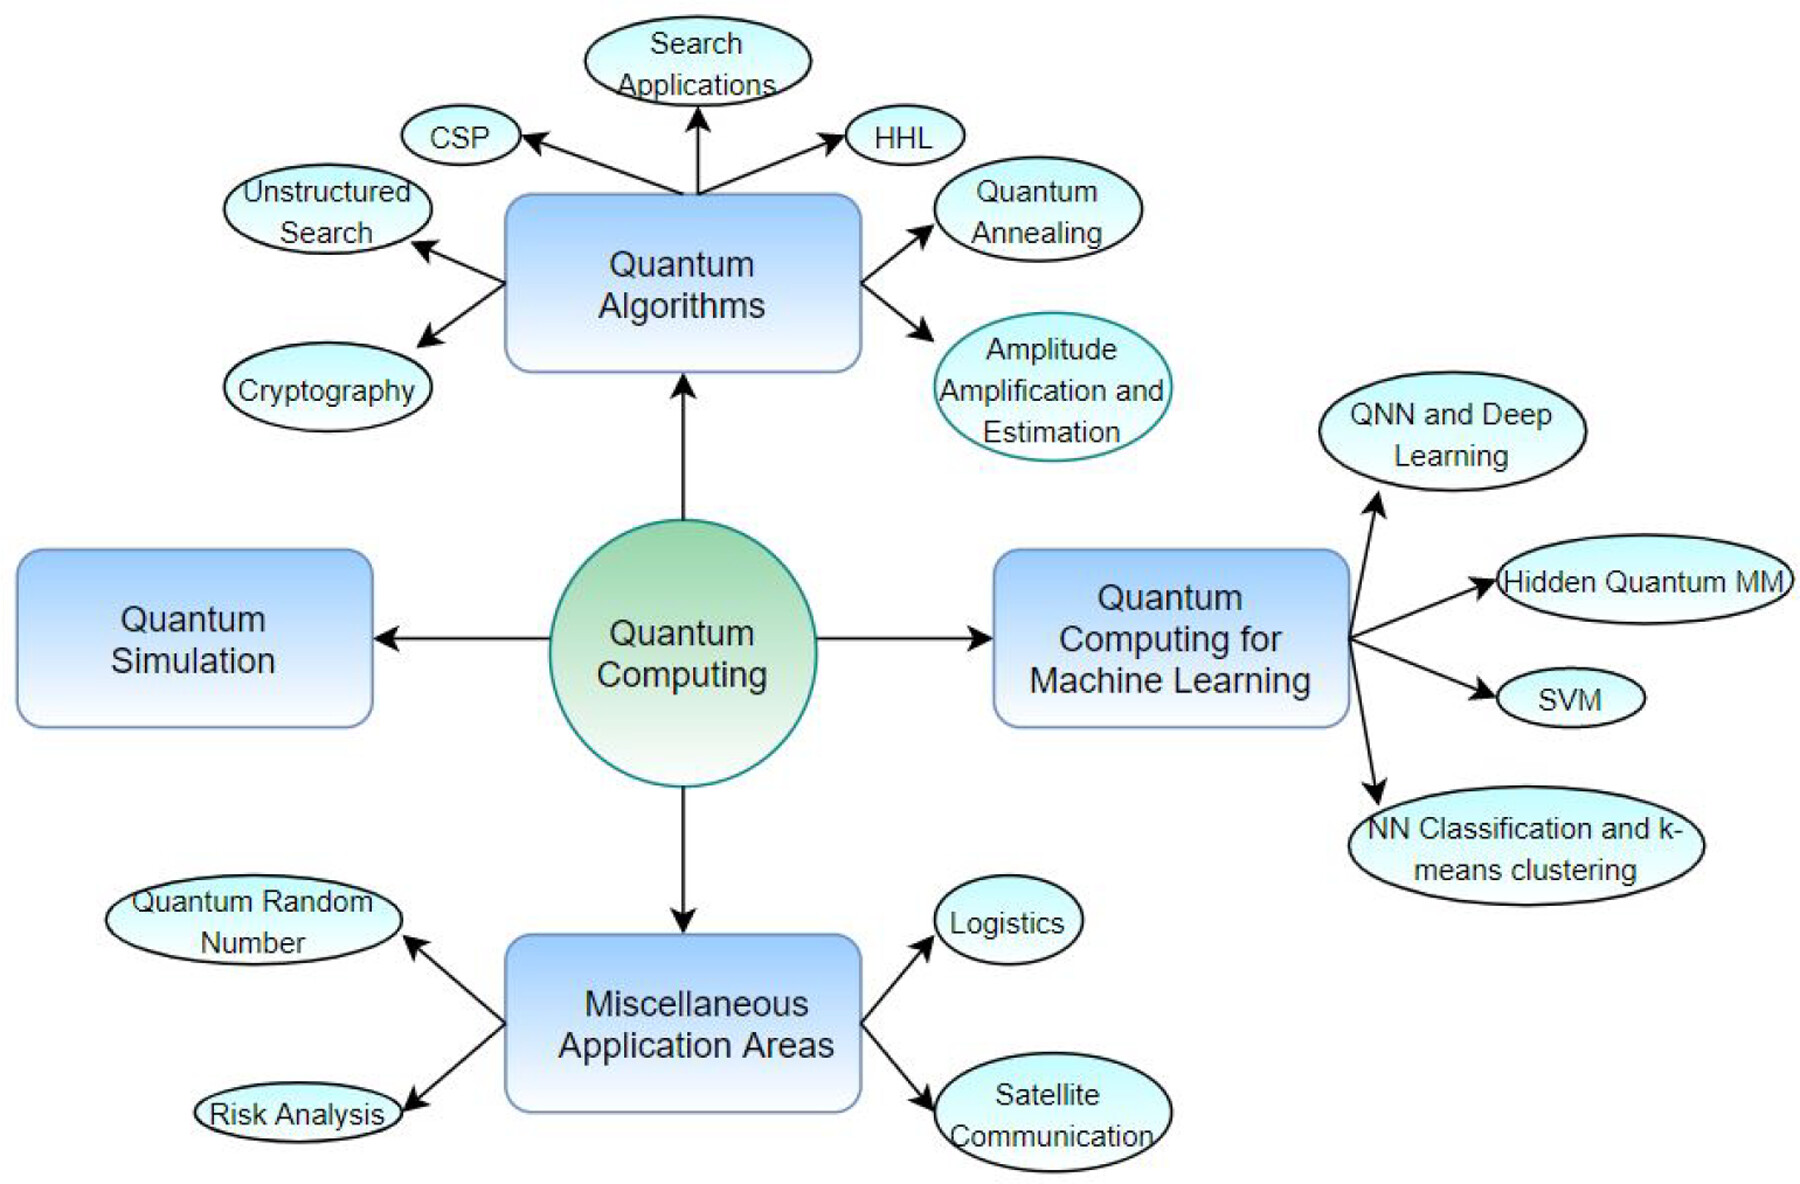 Search
Applications
CSP
HHL
Unstructured
Search
Quantum
Annealing
Quantum
Algorithms
Cryptography
Amplitude
Amplification and
Estimation
QNN and Deep
Learning
Quantum
Simulation
Quantum
Computing
Quantum
Computing for
Machine Learning
Hidden Quantum MM
SVM
NN Classification and k-
means clustering
Quantum Random
Number
Logistics
Miscellaneous
Application Areas
Risk Analysis
Satellite
Communication